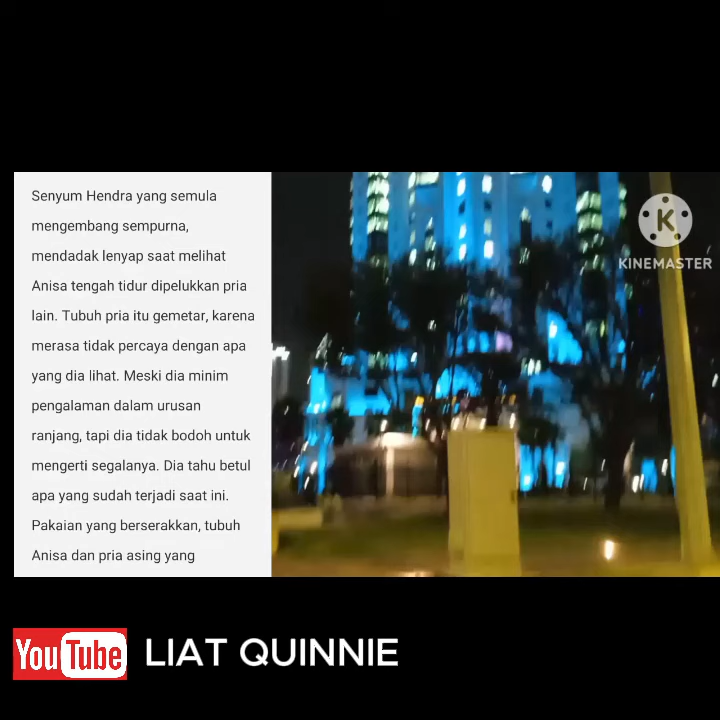 Senyum Hendra yang semula
mengembang sempurna,
mendadak lenyap saat melihat
Anisa tengah tidur dipelukkan pria
lain. Tubuh pria itu gemetar, karena
merasa tidak percaya dengan apa
yang dia lihat. Meski dia minim
pengalaman dalam urusan
ranjang, tapi dia tidak bodoh untuk
mengerti segalanya. Dia tahu betul
apa yang sudah terjadi saat ini.
Pakaian yang berserakkan, tubuh
Anisa dan pria asing yang
K
KINEMASTER
YouTube LIAT QUINNIE